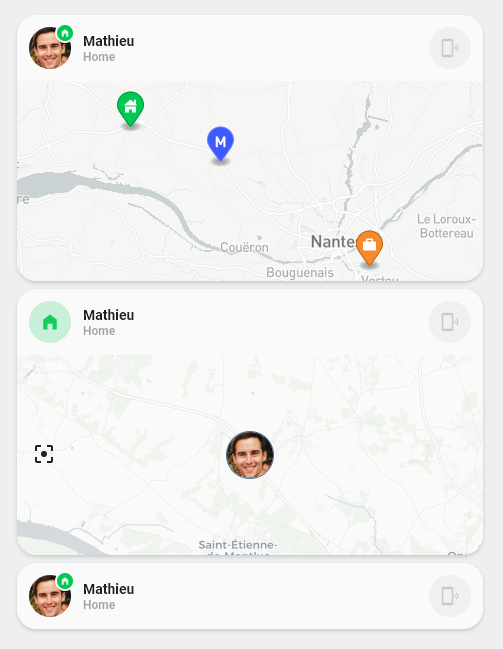 Mathieu
Home
M
re
Le Loroux-
Bottereau
Nante
Couëron
Bouguenais
Vertou
Mathieu
Home
Saint-Étienne-
de-Montluc
Mathieu
Home